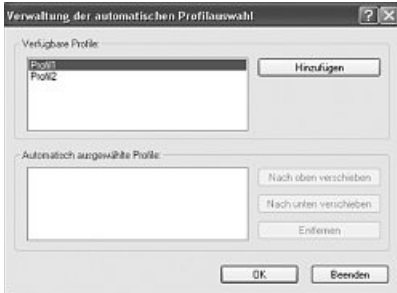 Verwaltung der automatischen Profilauswahl
Verfügbare Profile:
Profil1
Profil2
Hinzufügen
Automatisch ausgewählte Profile:
Nach oben verschieben
Nach unten verschieben
Entfernen
OK
Beenden